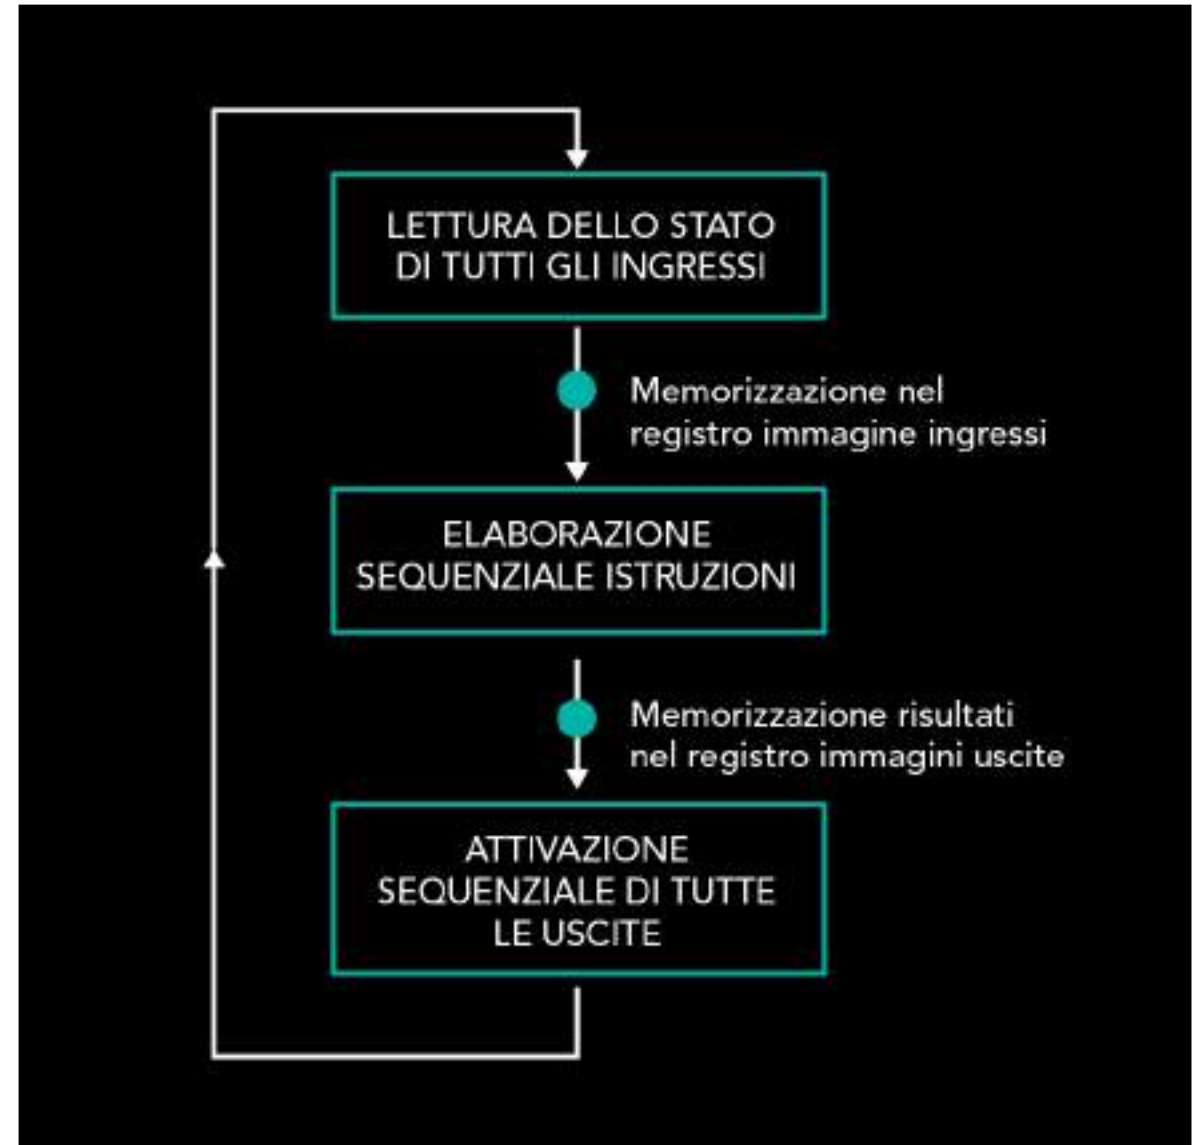 LETTURA DELLO STATO
DI TUTTI GLI INGRESSI
Memorizzazione nel
registro immagine ingressi
ELABORAZIONE
SEQUENZIALE ISTRUZIONI
Memorizzazione risultati
nel registro immagini uscite
ATTIVAZIONE
SEQUENZIALE DI TUTTE
LE USCITE